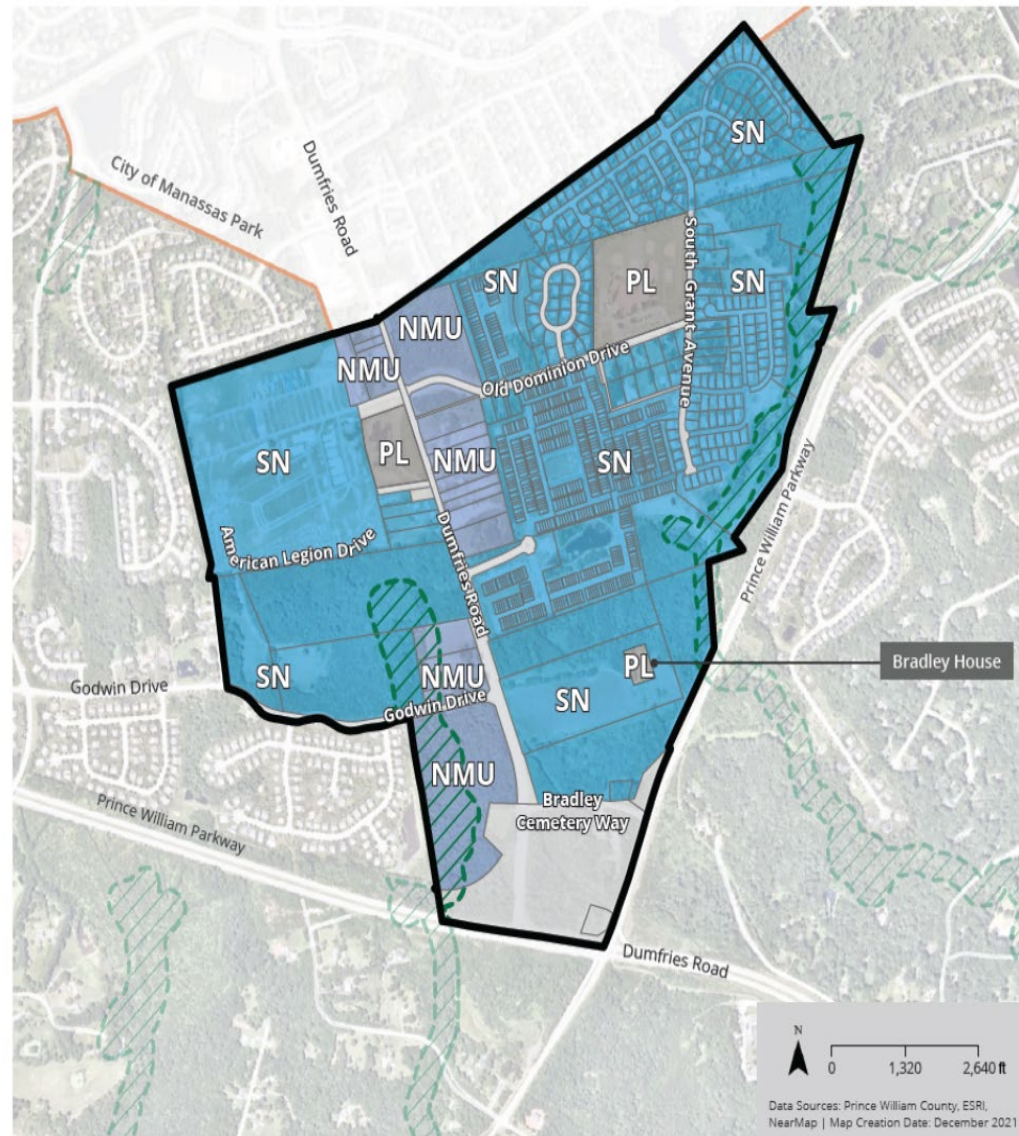 City of Manassas Park
Dumfries Road
SN
South Grant Avenue
SN
PL
SN
NMU
NMU
Old Dominion Drive
SN
PL
NMU
SN
American Legion Drive
Dumfries Road
Prince William Parkway
Bradley House
PL
NMU
SN
SN
Godwin Drive
Godwin Drive
NMU
Bradley
Cemetery Way
Prince William Parkway
Dumfries Road
N
0 1,320 2,640 ft
Data Sources: Prince William County, ESRI,
NearMap | Map Creation Date: December 2021